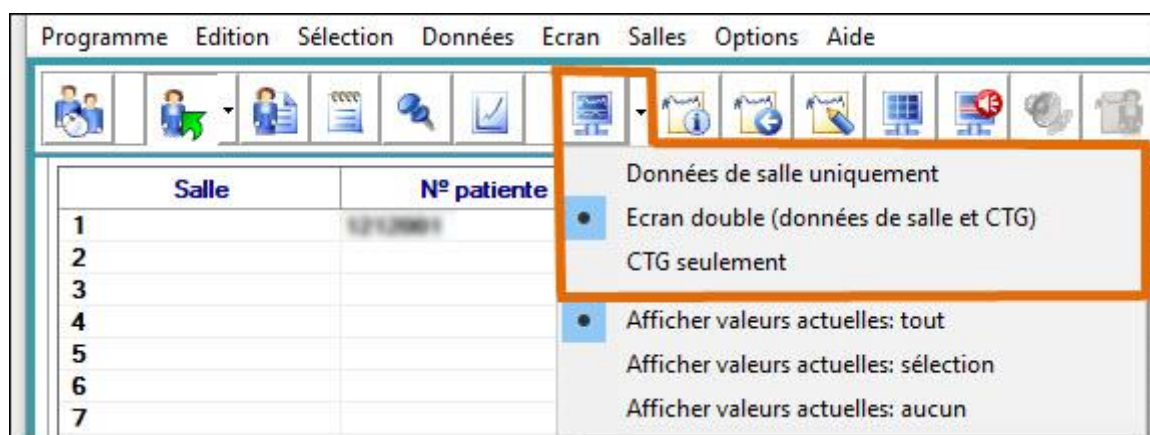 Programme Edition Sélection Données Ecran Salles Options Aide
Salle Nº patiente
1
2
3
4
5
6
7
Données de salle uniquement
Ecran double (données de salle et CTG)
CTG seulement
Afficher valeurs actuelles: tout
Afficher valeurs actuelles: sélection
Afficher valeurs actuelles: aucun